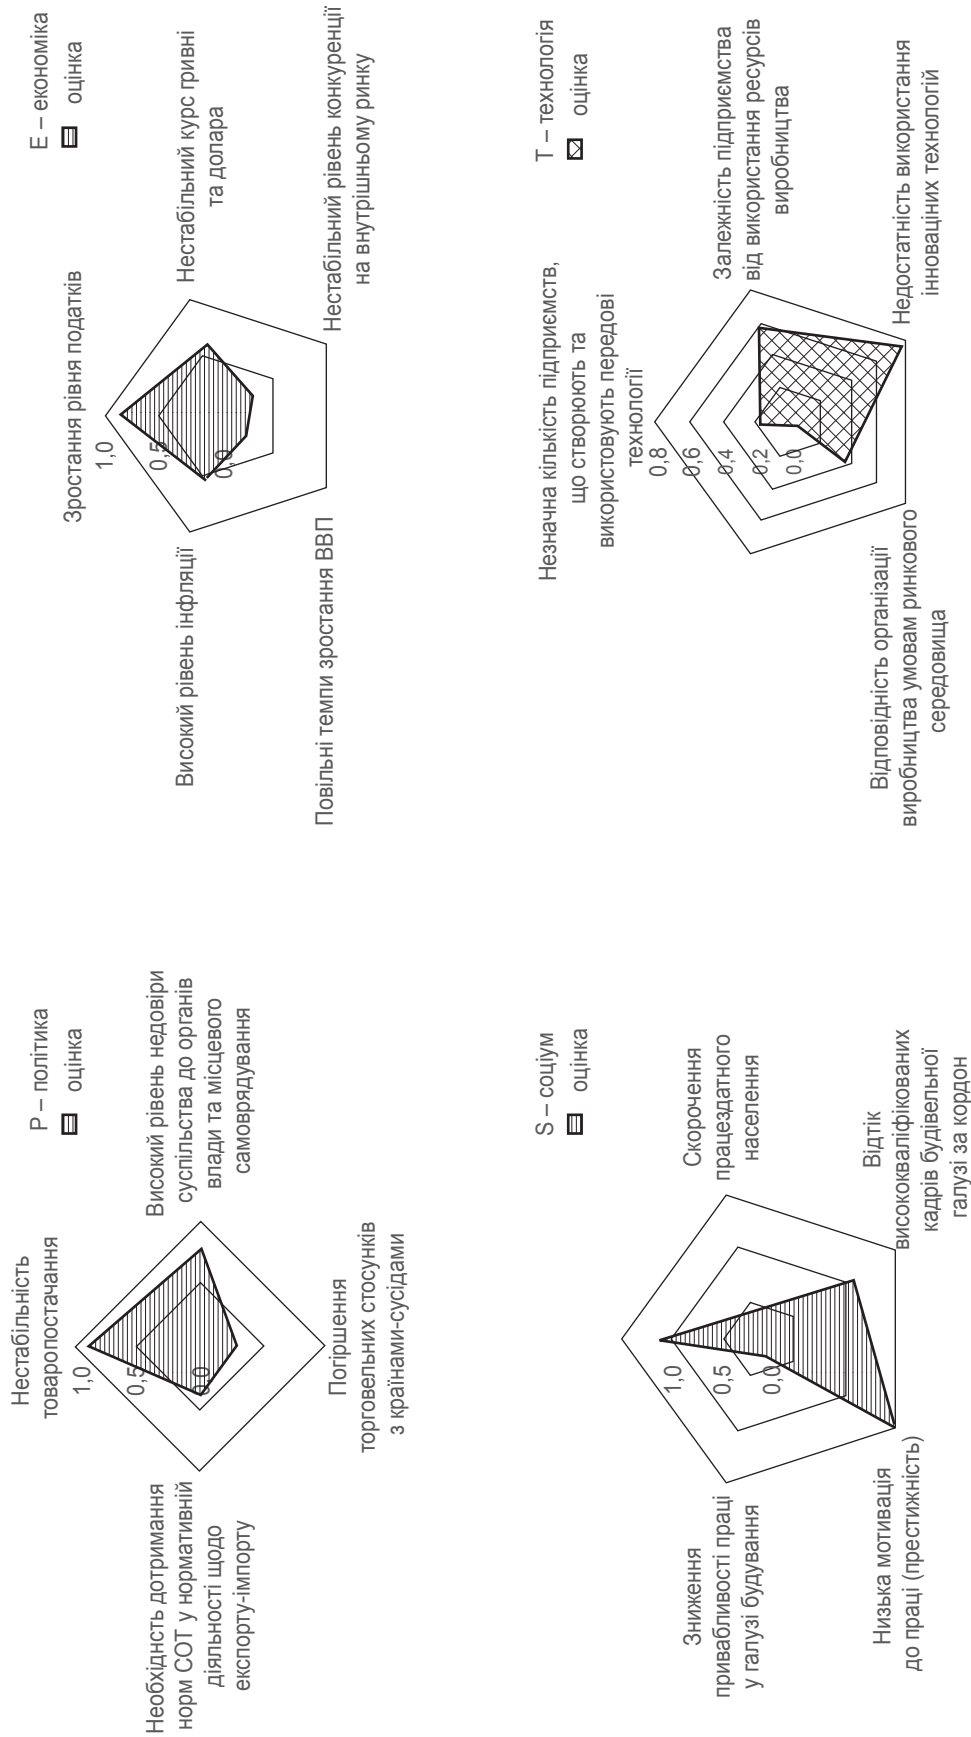 P – політика
оцінка
Нестабільність
товаропостачання
1,0
0,5
0,0
Високий рівень недовіри
суспільства до органів
влади та місцевого
самоврядування
Погіршення
торговельних стосунків
з країнами-сусідами
Необхіднсть дотримання
норм СОТ у нормативній
діяльності щодо
експорту-імпорту
E – економіка
оцінка
Зростання рівня податків
1,0
0,5
0,0
Нестабільний курс гривні
та долара
Нестабільний рівень конкуренції
на внутрішньому ринку
Повільні темпи зростання ВВП
Високий рівень інфляції
S – соціум
оцінка
1,0
0,5
0,0
Скорочення
працездатного
населення
Відтік
висококваліфікованих
кадрів будівельної
галузі за кордон
Низька мотивація
до праці (престижність)
Зниження
привабливості праці
у галузі будування
T – технологія
оцінка
Незначна кількість підприємств,
що створюють та
використовують передові
технології
0,8
0,6
0,4
0,2
0,0
Залежність підприємства
від використання ресурсів
виробництва
Недостатність використання
інноваціних технологій
Відповідність організації
виробництва умовам ринкового
середовища